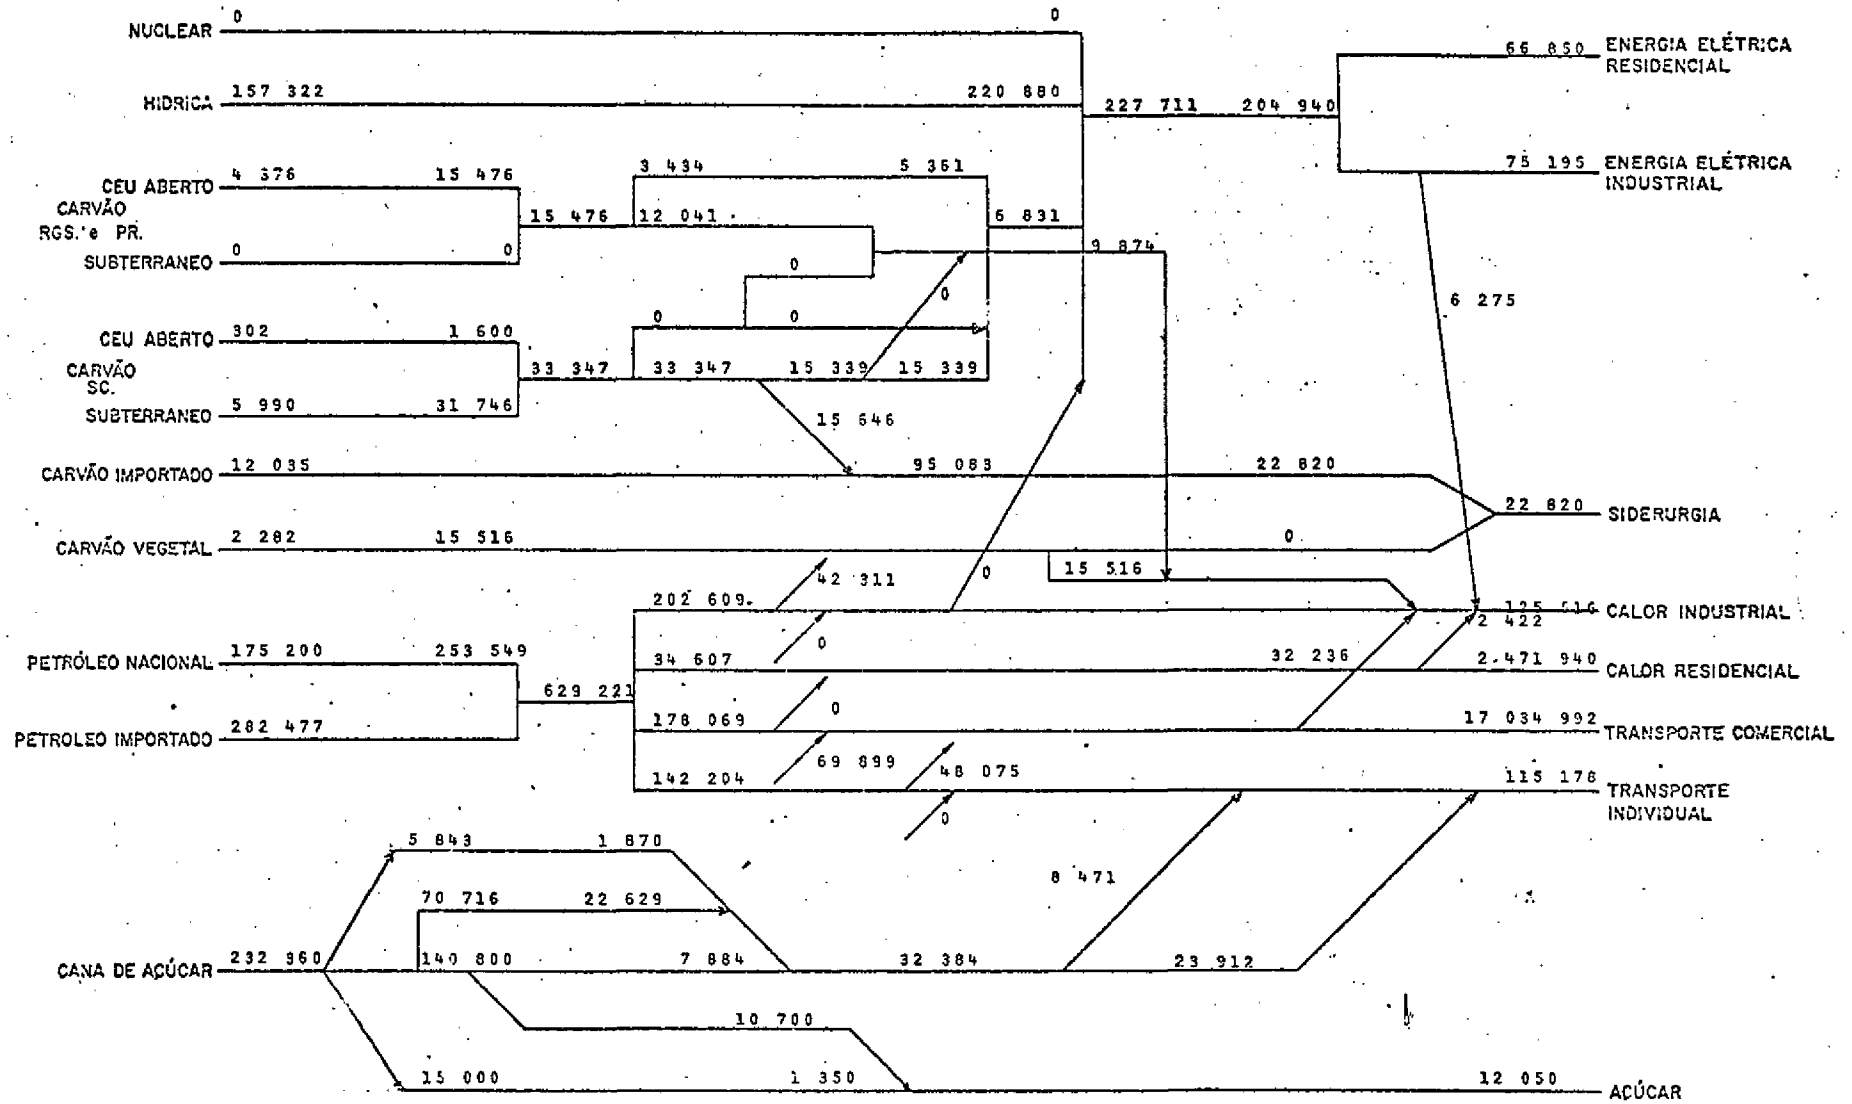 0 0
NUCLEAR
66 850 ENERGIA ELÉTRICA
RESIDENCIAL
157 322 220 880
HIDRICA
227 711 204 940
3 434 5 361
75 195 ENERGIA ELÉTRICA
INDUSTRIAL
4 376 15 476
CEU ABERTO
CARVÃO
RGS. e PR.
15 476 12 041 6 831
0 0
SUBTERRANEO
9 874
0
0
6 275
0 0
302 1 600
CEU ABERTO
CARVÃO
SC.
33 347 33 347 15 339 15 339
5 990 31 746
SUBTERRANEO
15 646
12 035 95 083 22 820
CARVÃO IMPORTADO
22 820 SIDERURGIA
2 282 15 516 0
CARVÃO VEGETAL
42 311 0 15 516
202 609
CALOR INDUSTRIAL
2 422
0
175 200 253 549
PETRÓLEO NACIONAL
34 607 32 236 2.471 940
CALOR RESIDENCIAL
629 221
0
282 477
PETROLEO IMPORTADO
178 069 17 034 992
TRANSPORTE COMERCIAL
69 899 48 075
142 204 115 178
TRANSPORTE
INDIVIDUAL
0
5 843 1 870
8 471
70 716 22 629
232 960 140 800 7 884 32 384 23 912
CANA DE AÇÚCAR
10 700
15 000 1 350 12 050
AÇÚCAR